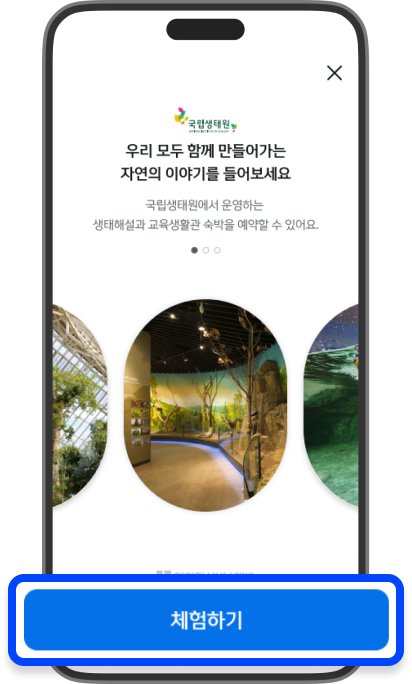 국립생태원
우리 모두 함께 만들어가는
자연의 이야기를 들어보세요
국립생태원에서 운영하는
생태해설과 교육생활관 숙박을 예약할 수 있어요.
체험하기